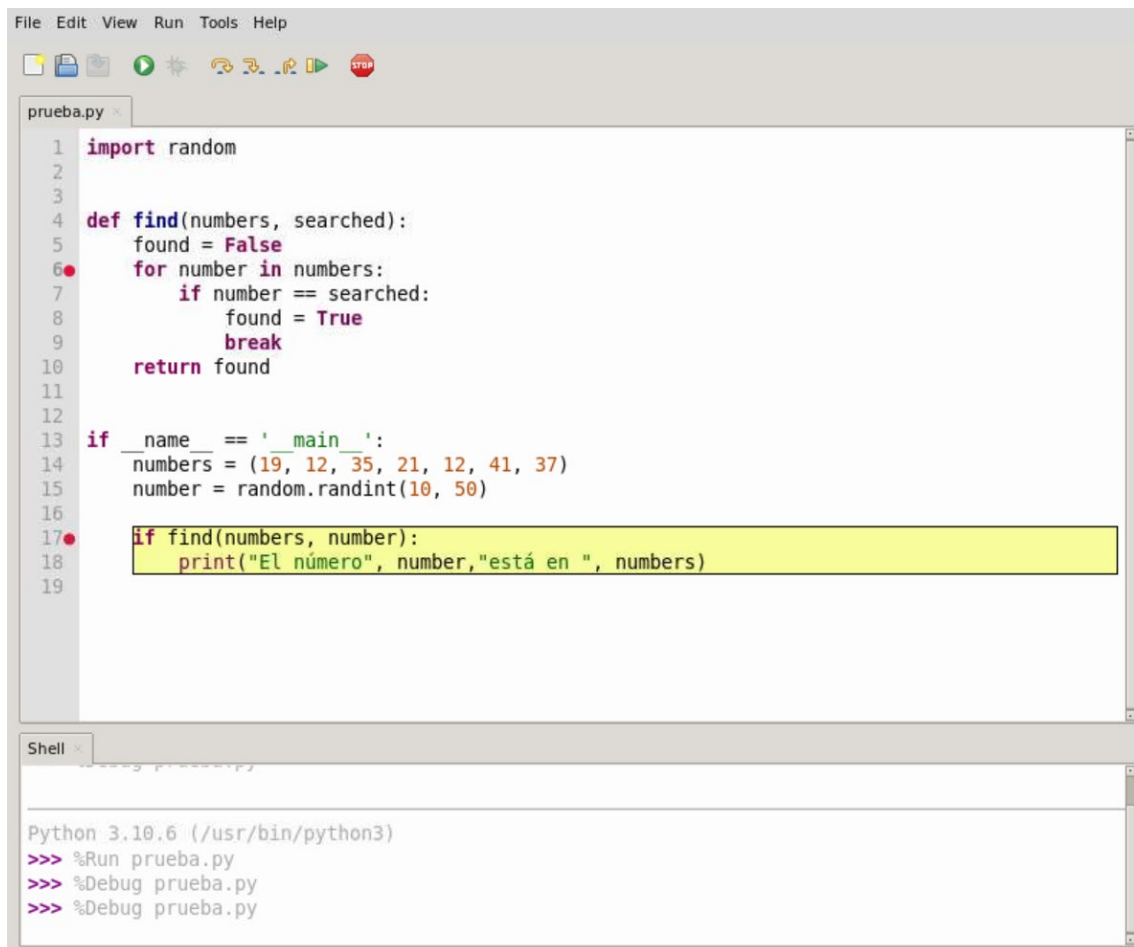 File Edit View Run Tools Help
STOP
prueba.py ×
1 import random
2
3
4 def find(numbers, searched):
5     found = False
6     for number in numbers:
7         if number == searched:
8             found = True
9             break
10     return found
11
12
13 if __name__ == '__main__':
14     numbers = (19, 12, 35, 21, 12, 41, 37)
15     number = random.randint(10, 50)
16
17     if find(numbers, number):
18         print("El número", number,"está en ", numbers)
19
Shell ×
%Debug prueba.py
Python 3.10.6 (/usr/bin/python3)
>>> %Run prueba.py
>>> %Debug prueba.py
>>> %Debug prueba.py